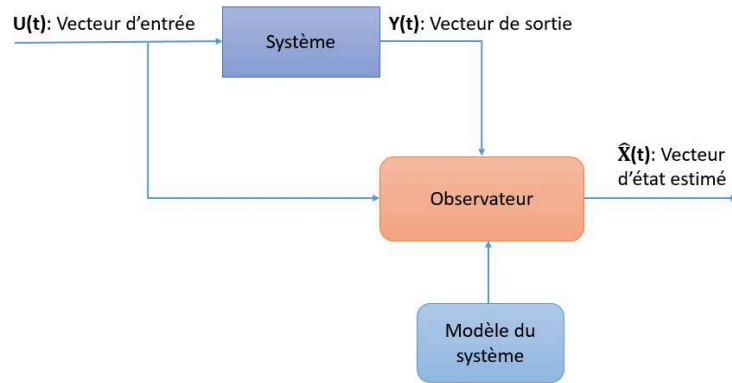 U(t): Vecteur d'entrée
Système
Y(t): Vecteur de sortie
X̂(t): Vecteur
d'état estimé
Observateur
Modèle du
système